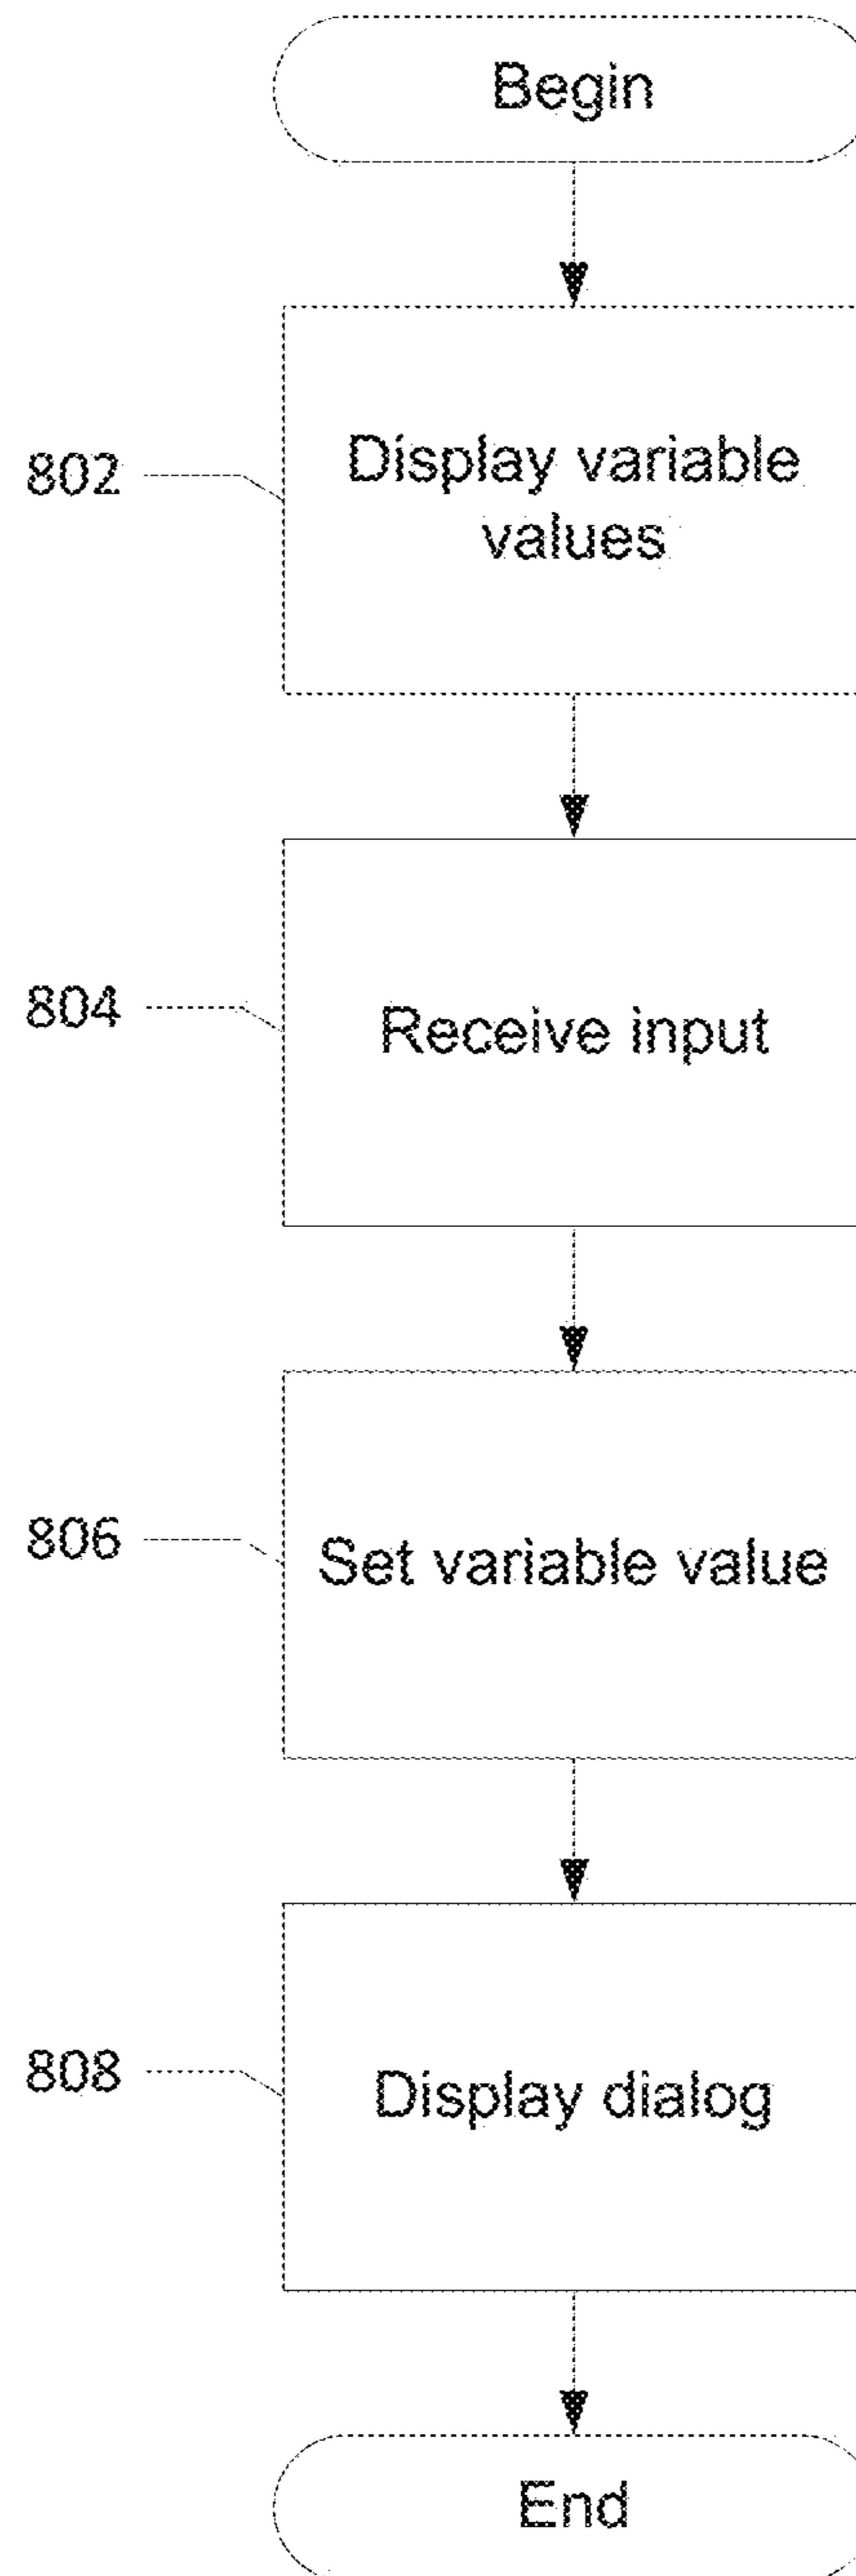 Begin
802
Display variable
values
804
Receive input
806
Set variable value
808
Display dialog
End